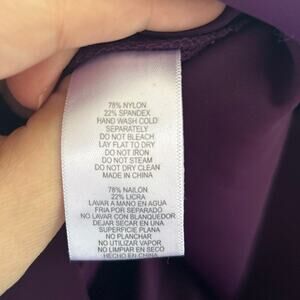 78% NYLON
22% SPANDEX
HAND WASH COLD
SEPARATELY
DO NOT BLEACH
LAY FLAT TO DRY
DO NOT IRON
DO NOT STEAM
DO NOT DRY CLEAN
MADE IN CHINA
78% NAILON
22% LICRA
LAVAR A MANO EN AGUA
FRIA POR SEPARADO
NO LAVAR CON BLANQUEDOR
DEJAR SECAR EN UNA
SUPERFICIE PLANA
NO PLANCHAR
NO UTILIZAR VAPOR
NO LIMPIAR EN SECO
HECHO EN CHINA